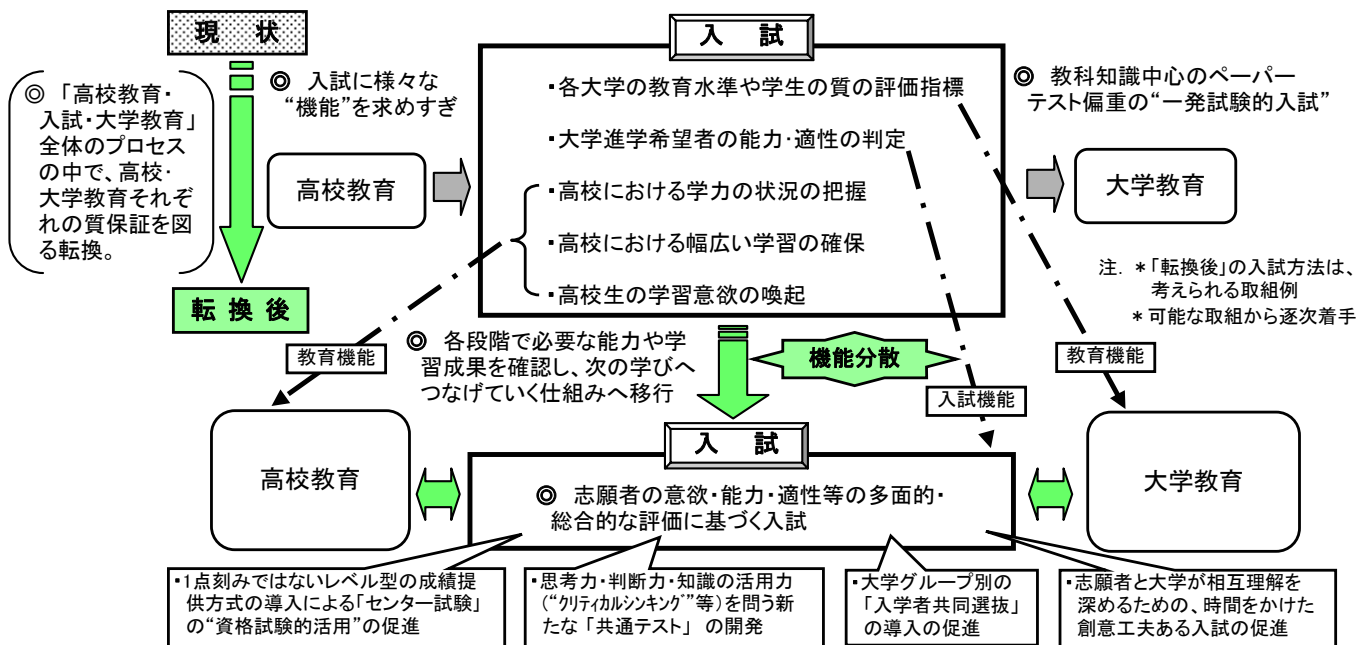 現 状
入 試
◎ 「高校教育・
入試・大学教育」
全体のプロセス
の中で、高校・
大学教育それぞ
れの質保証を図
る転換。
◎ 入試に様々な
“機能”を求めすぎ
・各大学の教育水準や学生の質の評価指標
・大学進学希望者の能力・適性の判定
・高校における学力の状況の把握
・高校における幅広い学習の確保
・高校生の学習意欲の喚起
◎ 教科知識中心のペーパー
テスト偏重の“一発試験的入試”
高校教育
大学教育
注. *「転換後」の入試方法は、
考えられる取組例
* 可能な取組から逐次着手
転 換 後
教育機能
◎ 各段階で必要な能力や学
習成果を確認し、次の学びへ
つなげていく仕組みへ移行
機能分散
入試機能
教育機能
入 試
高校教育
◎ 志願者の意欲・能力・適性等の多面的・
総合的な評価に基づく入試
大学教育
・1点刻みではないレベル型の成績提
供方式の導入による「センター試験」
の“資格試験的活用”の促進
・思考力・判断力・知識の活用力
(“クリティカルシンキング”等)を問う新
たな「共通テスト」 の開発
・大学グループ別の
「入学者共同選抜」
の導入の促進
・志願者と大学が相互理解を
深めるための、時間をかけた
創意工夫ある入試の促進